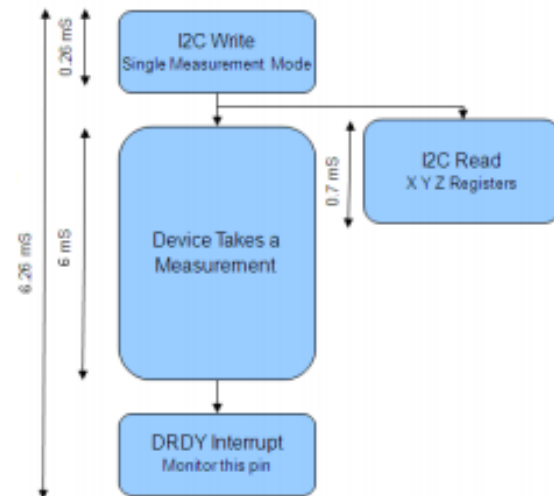 0.26 mS
I2C Write
Single Measurement Mode
6.26 mS
6 mS
Device Takes a
Measurement
0.7 mS
I2C Read
X Y Z Registers
DRDY Interrupt
Monitor this pin